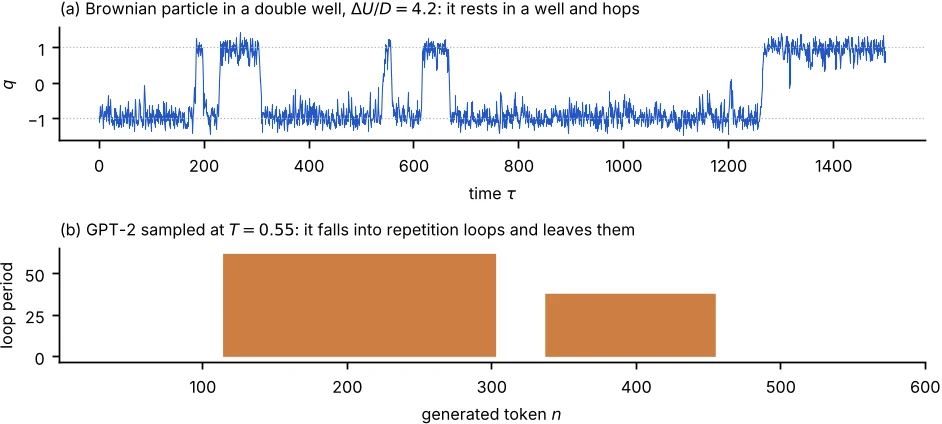 (a) Brownian particle in a double well, ΔU/D = 4.2: it rests in a well and hops
1
0
−1
q
0 200 400 600 800 1000 1200 1400
time τ
(b) GPT-2 sampled at T = 0.55: it falls into repetition loops and leaves them
50
25
0
loop period
100 200 300 400 500 600
generated token n